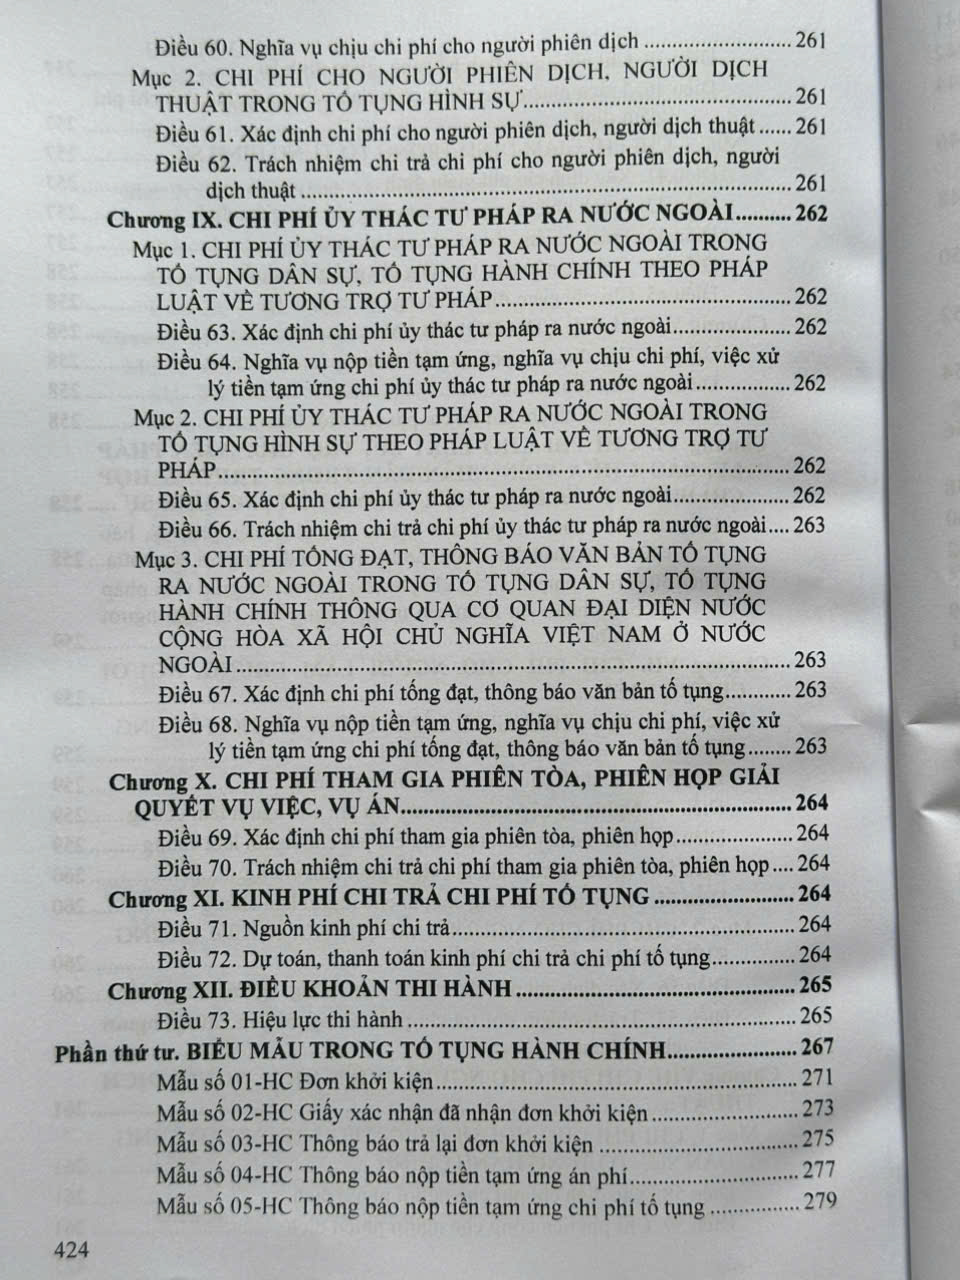 Điều 60. Nghĩa vụ chịu chi phí cho người phiên dịch ........................ 261
Mục 2. CHI PHÍ CHO NGƯỜI PHIÊN DỊCH, NGƯỜI DỊCH
THUẬT TRONG TỐ TỤNG HÌNH SỰ........................................... 261
Điều 61. Xác định chi phí cho người phiên dịch, người dịch thuật ...... 261
Điều 62. Trách nhiệm chi trả chi phí cho người phiên dịch, người
dịch thuật .............................................................................. 261
Chương IX. CHI PHÍ ỦY THÁC TƯ PHÁP RA NƯỚC NGOÀI.......... 262
Mục 1. CHI PHÍ ỦY THÁC TƯ PHÁP RA NƯỚC NGOÀI TRONG
TỐ TỤNG DÂN SỰ, TỐ TỤNG HÀNH CHÍNH THEO PHÁP
LUẬT VỀ TƯƠNG TRỢ TƯ PHÁP............................................... 262
Điều 63. Xác định chi phí ủy thác tư pháp ra nước ngoài.................. 262
Điều 64. Nghĩa vụ nộp tiền tạm ứng, nghĩa vụ chịu chi phí, việc xử
lý tiền tạm ứng chi phí ủy thác tư pháp ra nước ngoài................... 262
Mục 2. CHI PHÍ ỦY THÁC TƯ PHÁP RA NƯỚC NGOÀI TRONG
TỐ TỤNG HÌNH SỰ THEO PHÁP LUẬT VỀ TƯƠNG TRỢ TƯ
PHÁP.......................................................................................... 262
Điều 65. Xác định chi phí ủy thác tư pháp ra nước ngoài.................. 262
Điều 66. Trách nhiệm chi trả chi phí ủy thác tư pháp ra nước ngoài.... 263
Mục 3. CHI PHÍ TỐNG ĐẠT, THÔNG BÁO VĂN BẢN TỐ TỤNG
RA NƯỚC NGOÀI TRONG TỐ TỤNG DÂN SỰ, TỐ TỤNG
HÀNH CHÍNH THÔNG QUA CƠ QUAN ĐẠI DIỆN NƯỚC
CỘNG HÒA XÃ HỘI CHỦ NGHĨA VIỆT NAM Ở NƯỚC
NGOÀI....................................................................................... 263
Điều 67. Xác định chi phí tống đạt, thông báo văn bản tố tụng........... 263
Điều 68. Nghĩa vụ nộp tiền tạm ứng, nghĩa vụ chịu chi phí, việc xử
lý tiền tạm ứng chi phí tống đạt, thông báo văn bản tố tụng........ 263
Chương X. CHI PHÍ THAM GIA PHIÊN TÒA, PHIÊN HỌP GIẢI
QUYẾT VỤ VIỆC, VỤ ÁN............................................................ 264
Điều 69. Xác định chi phí tham gia phiên tòa, phiên họp................... 264
Điều 70. Trách nhiệm chi trả chi phí tham gia phiên tòa, phiên họp.... 264
Chương XI. KINH PHÍ CHI TRẢ CHI PHÍ TỐ TỤNG ..................... 264
Điều 71. Nguồn kinh phí chi trả...................................................... 264
Điều 72. Dự toán, thanh toán kinh phí chi trả chi phí tố tụng............. 264
Chương XII. ĐIỀU KHOẢN THI HÀNH.......................................... 265
Điều 73. Hiệu lực thi hành ............................................................. 265
Phần thứ tư. BIỂU MẪU TRONG TỐ TỤNG HÀNH CHÍNH.................... 267
Mẫu số 01-HC Đơn khởi kiện......................................................... 271
Mẫu số 02-HC Giấy xác nhận đã nhận đơn khởi kiện ...................... 273
Mẫu số 03-HC Thông báo trả lại đơn khởi kiện ............................... 275
Mẫu số 04-HC Thông báo nộp tiền tạm ứng án phí.......................... 277
Mẫu số 05-HC Thông báo nộp tiền tạm ứng chi phí tố tụng .............. 279
424